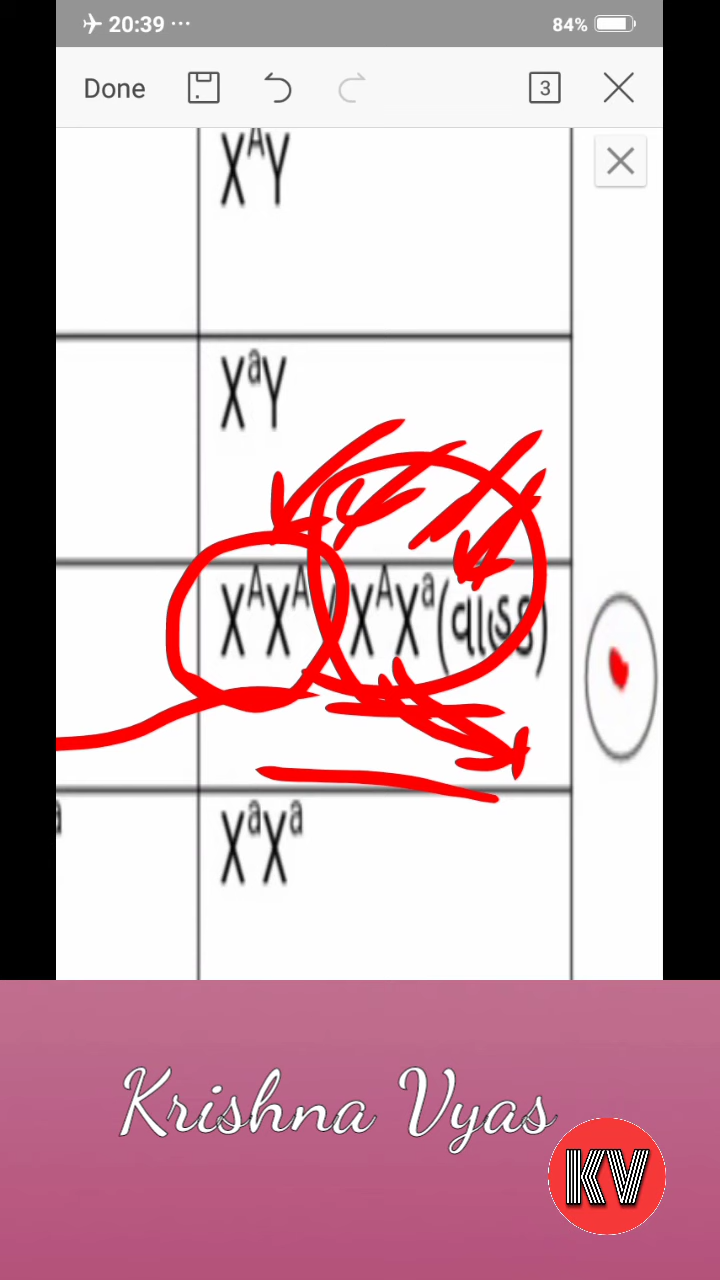 20:39 ···
84%
Done
3
XᴬY
XᵃY
XᴬXᴬ / XᴬXᵃ(
a
XᵃXᵃ
Krishna Vyas
KV